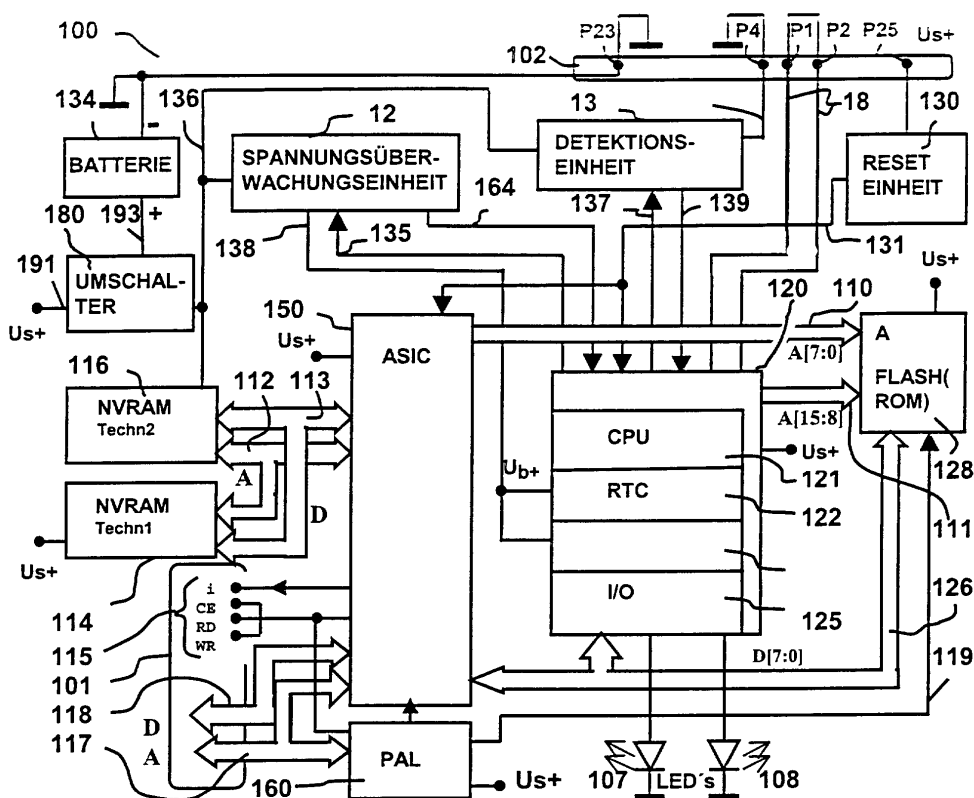 100
P23
P4
P1
P2
P25
Us+
102
134
136
12
13
18
130
BATTERIE
SPANNUNGSÜBER-
WACHUNGSEINHEIT
DETEKTIONS-
EINHEIT
RESET
EINHEIT
-
193
+
180
164
137
139
138
135
131
191
UMSCHAL-
TER
Us+
Us+
150
120
110
Us+
ASIC
A
A[7:0]
FLASH(
ROM)
116
112
113
NVRAM
Techn2
A[15:8]
CPU
Us+
128
A
Ub+
121
NVRAM
Techn1
D
RTC
122
111
Us+
126
i
I/O
114
CE
125
115
RD
WR
D[7:0]
119
101
118
D
A
117
PAL
160
Us+
107
LED´s
108